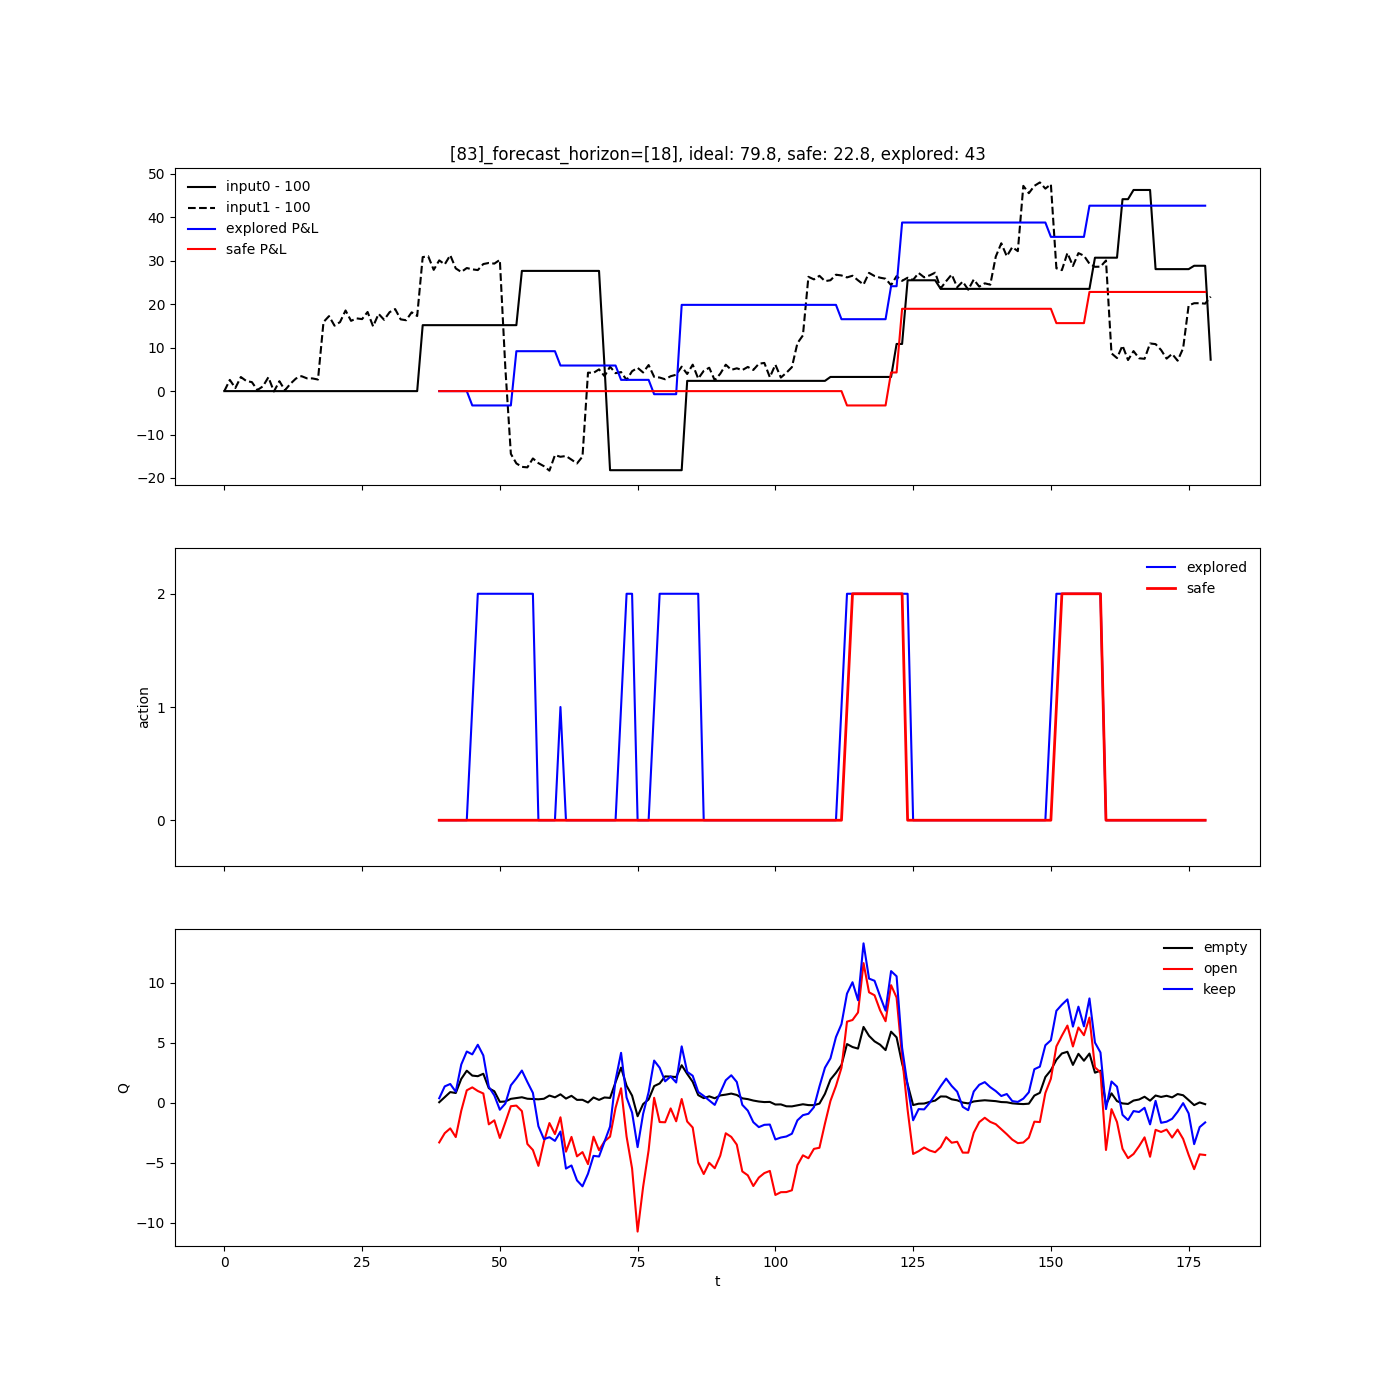 [83]_forecast_horizon=[18], ideal: 79.8, safe: 22.8, explored: 43
50
40
30
20
10
0
−10
−20
input0 - 100
input1 - 100
explored P&L
safe P&L
2
1
0
action
explored
safe
10
5
0
−5
−10
Q
empty
open
keep
0 25 50 75 100 125 150 175
t